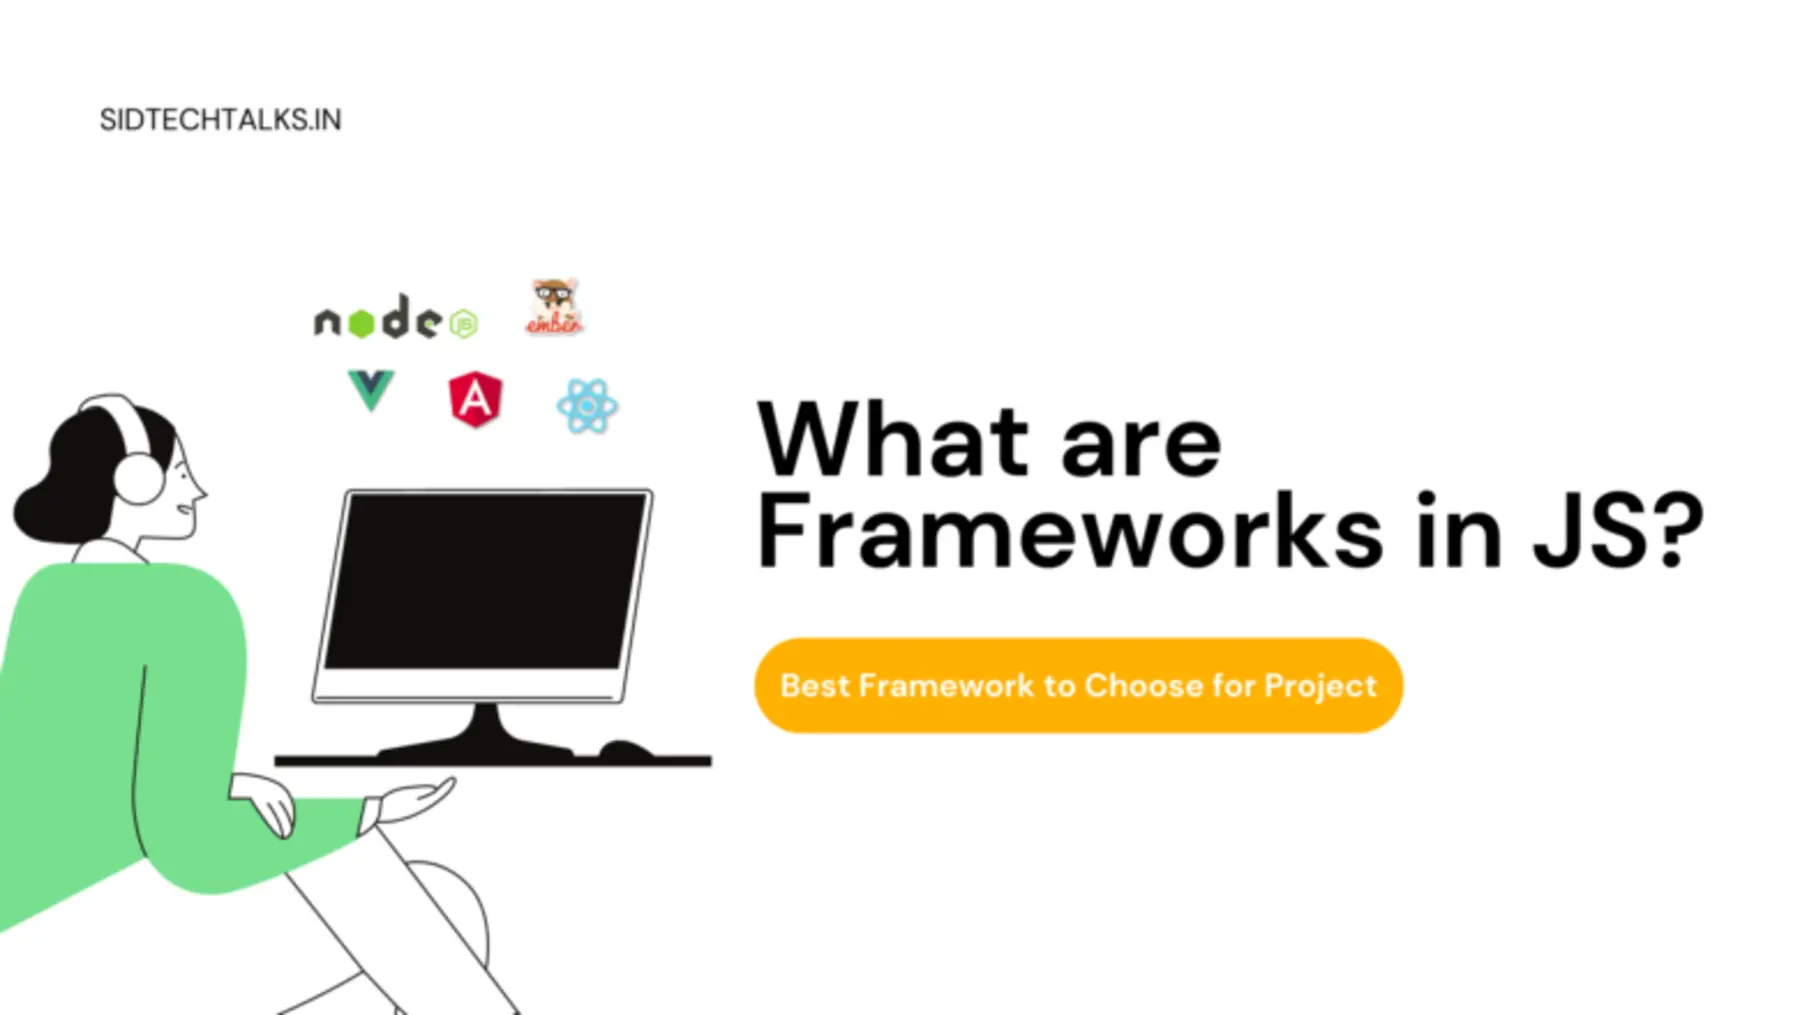 SIDTECHTALKS.IN
node JS
ember
A
What are
Frameworks in JS?
Best Framework to Choose for Project